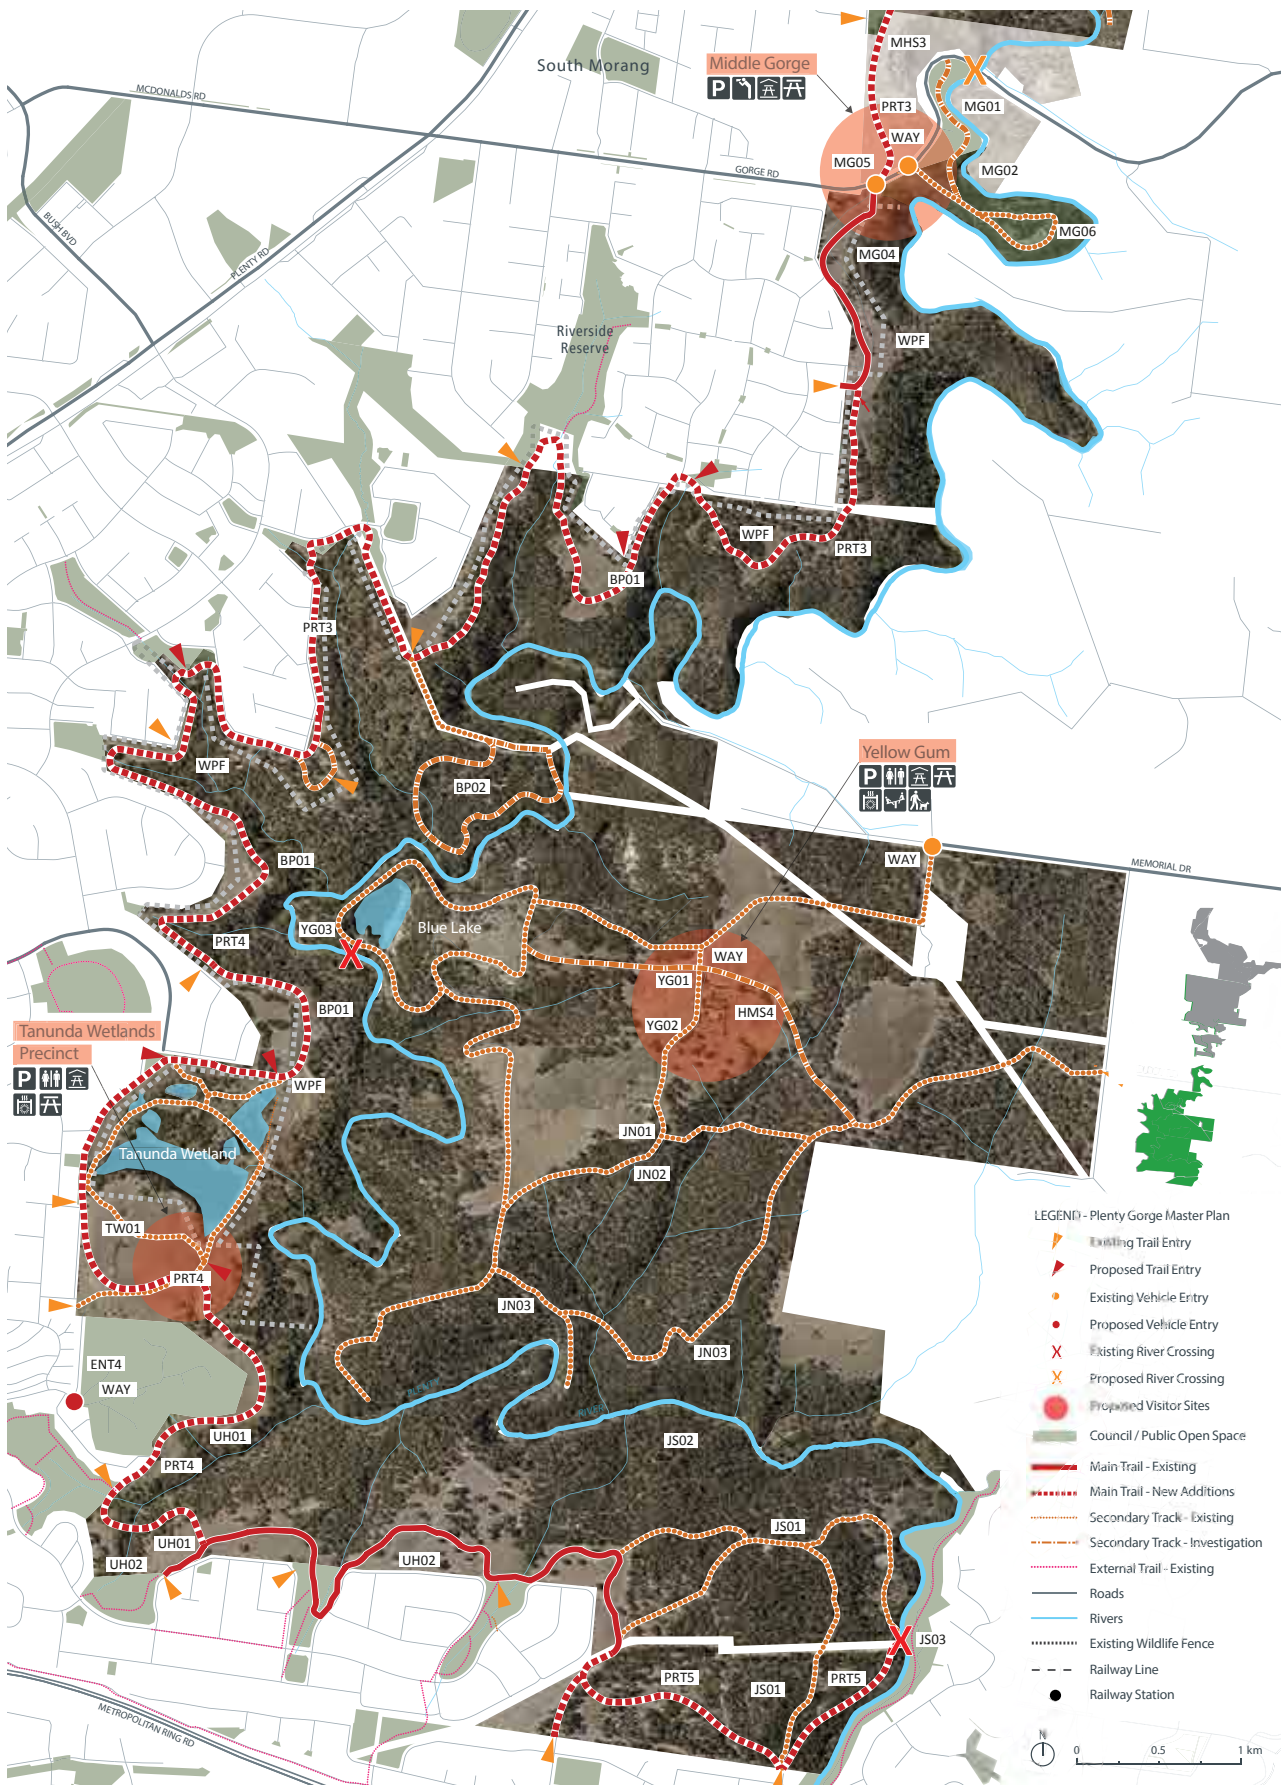 MHS3
South Morang
Middle Gorge
P
MCDONALDS RD
PRT3
MG01
WAY
MG05
GORGE RD
MG02
BUSH BVD
PLENTY RD
MG06
MG04
Riverside
Reserve
WPF
WPF
PRT3
BP01
PRT3
WPF
BP02
Yellow Gum
P
WAY
MEMORIAL DR
BP01
YG03
Blue Lake
PRT4
WAY
YG01
BP01
HMS4
YG02
Tanunda Wetlands
Precinct
P
WPF
JN01
Tanunda Wetland
JN02
TW01
PRT4
JN03
JN03
ENT4
WAY
RIVER
UH01
JS02
PRT4
JS01
UH01
UH02
UH02
JS03
PRT5
PRT5
JS01
METROPOLITAN RING RD
LEGEND - Plenty Gorge Master Plan
Existing Trail Entry
Proposed Trail Entry
Existing Vehicle Entry
Proposed Vehicle Entry
Existing River Crossing
Proposed River Crossing
Proposed Visitor Sites
Council / Public Open Space
Main Trail - Existing
Main Trail - New Additions
Secondary Track - Existing
Secondary Track - Investigation
External Trail - Existing
Roads
Rivers
Existing Wildlife Fence
Railway Line
Railway Station
N
0 0.5 1 km